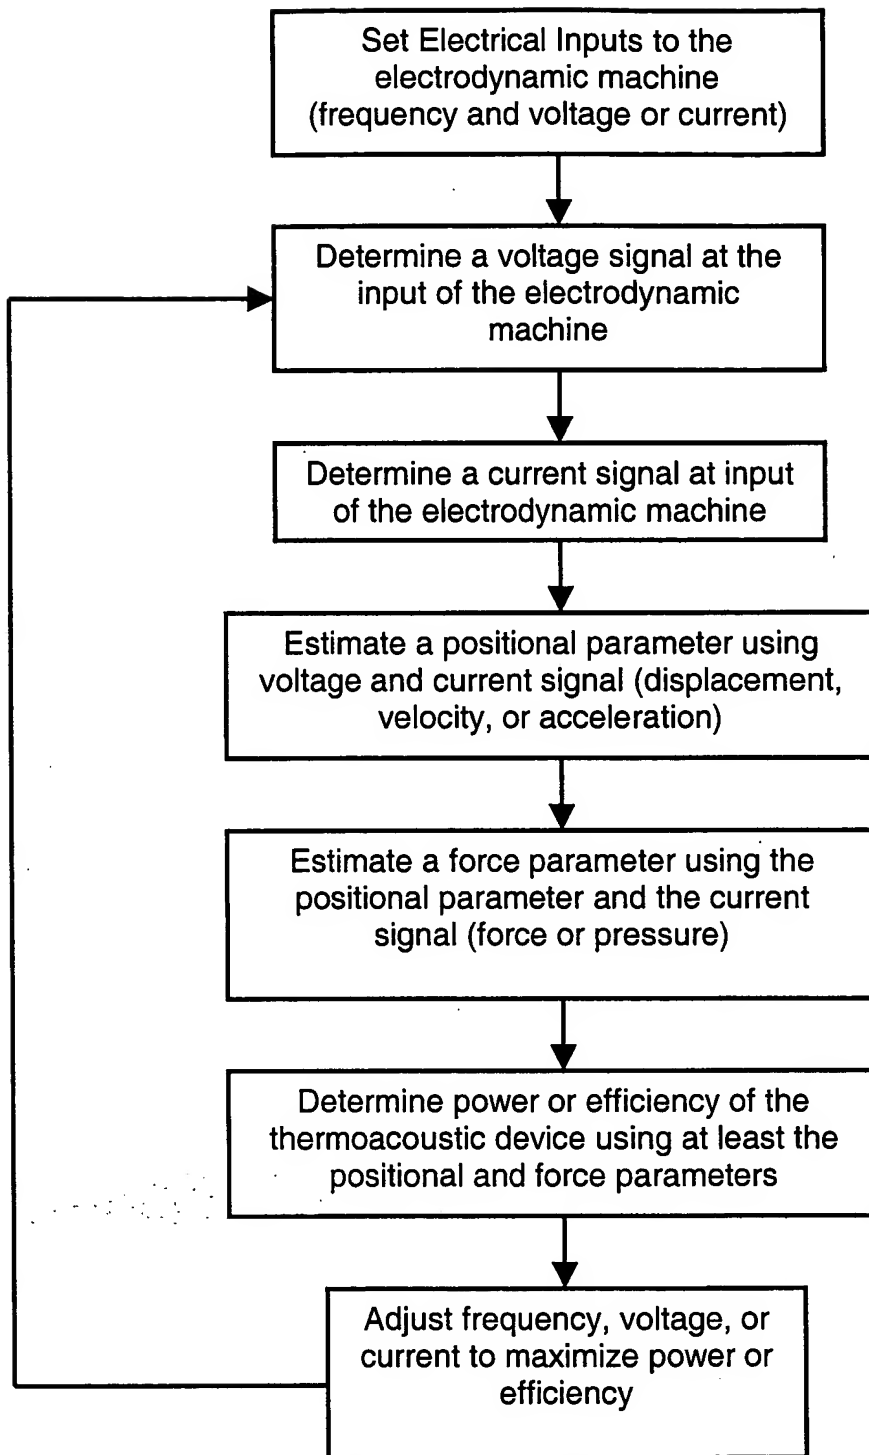 Set Electrical Inputs to the
electrodynamic machine
(frequency and voltage or current)
Determine a voltage signal at the
input of the electrodynamic
machine
Determine a current signal at input
of the electrodynamic machine
Estimate a positional parameter using
voltage and current signal (displacement,
velocity, or acceleration)
Estimate a force parameter using the
positional parameter and the current
signal (force or pressure)
Determine power or efficiency of the
thermoacoustic device using at least the
positional and force parameters
Adjust frequency, voltage, or
current to maximize power or
efficiency